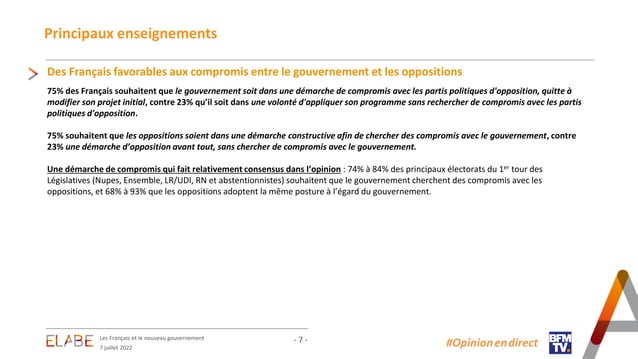 Principaux enseignements
Des Français favorables aux compromis entre le gouvernement et les oppositions
75% des Français souhaitent que le gouvernement soit dans une démarche de compromis avec les partis politiques d'opposition, quitte à
modifier son projet initial, contre 23% qu'il soit dans une volonté d'appliquer son programme sans rechercher de compromis avec les partis
politiques d'opposition.
75% souhaitent que les oppositions soient dans une démarche constructive afin de chercher des compromis avec le gouvernement, contre
23% une démarche d'opposition avant tout, sans chercher de compromis avec le gouvernement.
Une démarche de compromis qui fait relativement consensus dans l'opinion : 74% à 84% des principaux électorats du 1er tour des
Législatives (Nupes, Ensemble, LR/UDI, RN et abstentionnistes) souhaitent que le gouvernement cherchent des compromis avec les
oppositions, et 68% à 93% que les oppositions adoptent la même posture à l'égard du gouvernement.
ELABE
Les Français et le nouveau gouvernement
7 juillet 2022
- 7 -
#Opinionendirect
BFM
TV.